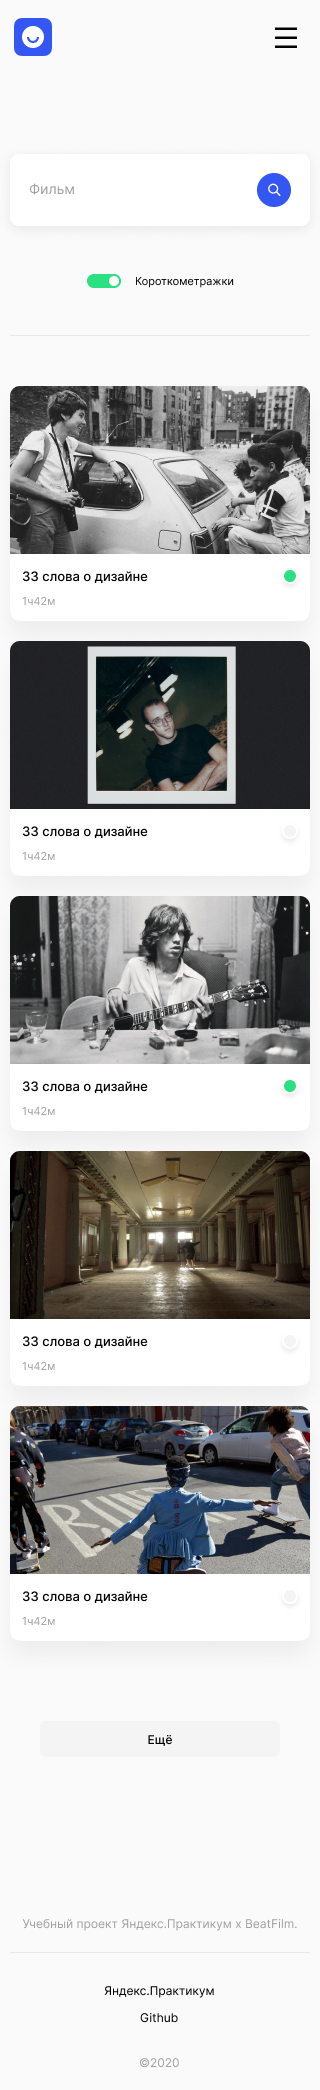 Фильм
Короткометражки
33 слова о дизайне
1ч42м
33 слова о дизайне
1ч42м
33 слова о дизайне
1ч42м
33 слова о дизайне
1ч42м
RUN
33 слова о дизайне
1ч42м
Ещё
Учебный проект Яндекс.Практикум х BeatFilm.
Яндекс.Практикум
Github
©2020